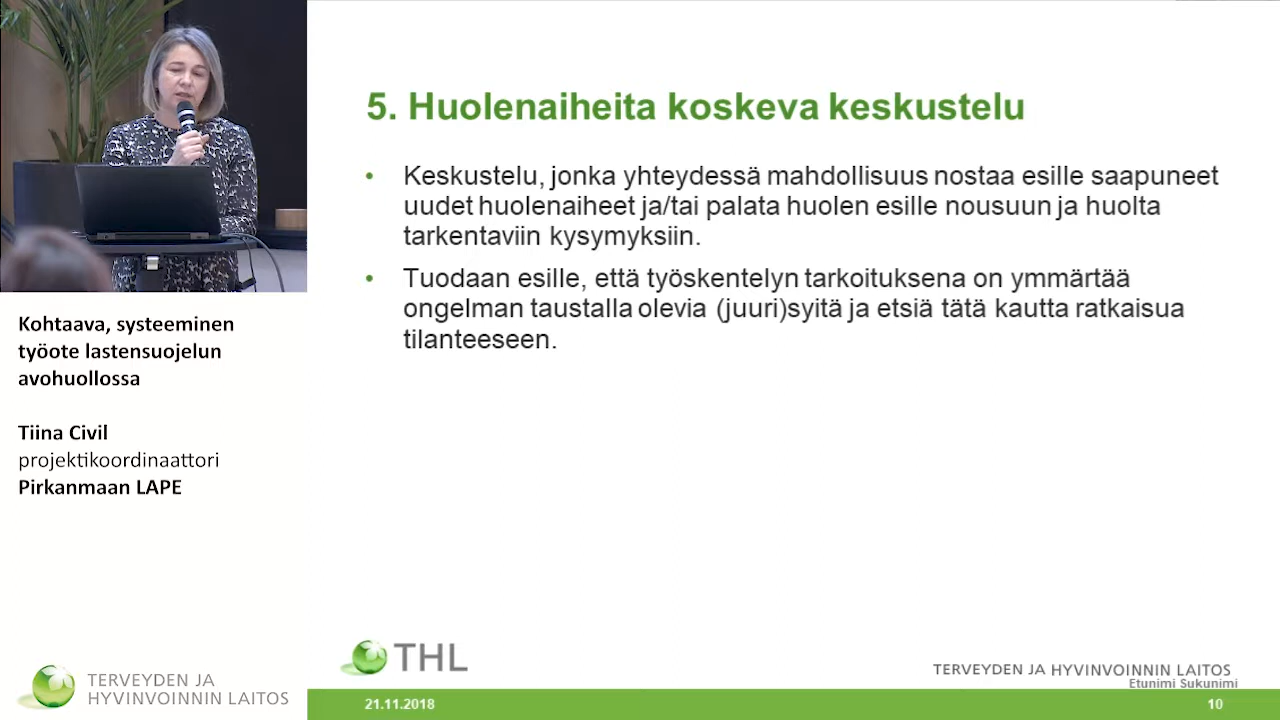 5. Huolenaiheita koskeva keskustelu
• Keskustelu, jonka yhteydessä mahdollisuus nostaa esille saapuneet
uudet huolenaiheet ja/tai palata huolen esille nousuun ja huolta
tarkentaviin kysymyksiin.
• Tuodaan esille, että työskentelyn tarkoituksena on ymmärtää
ongelman taustalla olevia (juuri)syitä ja etsiä tätä kautta ratkaisua
tilanteeseen.
Kohtaava, systeeminen
työote lastensuojelun
avohuollossa
Tiina Civil
projektikoordinaattori
Pirkanmaan LAPE
TERVEYDEN JA
HYVINVOINNIN LAITOS
THL
TERVEYDEN JA HYVINVOINNIN LAITOS
Etunimi Sukunimi
21.11.2018
10